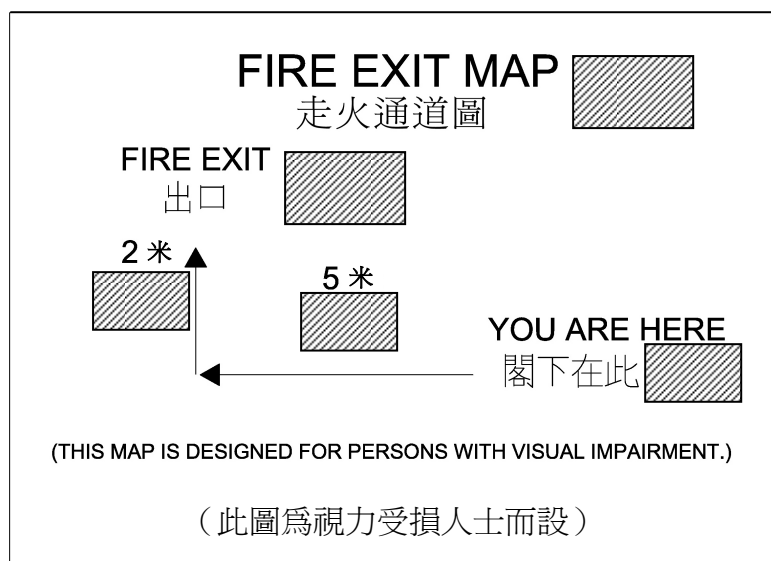 FIRE EXIT MAP
走火通道圖
FIRE EXIT
出口
2 米
5 米
YOU ARE HERE
閣下在此
(THIS MAP IS DESIGNED FOR PERSONS WITH VISUAL IMPAIRMENT.)
（此圖爲視力受損人士而設）